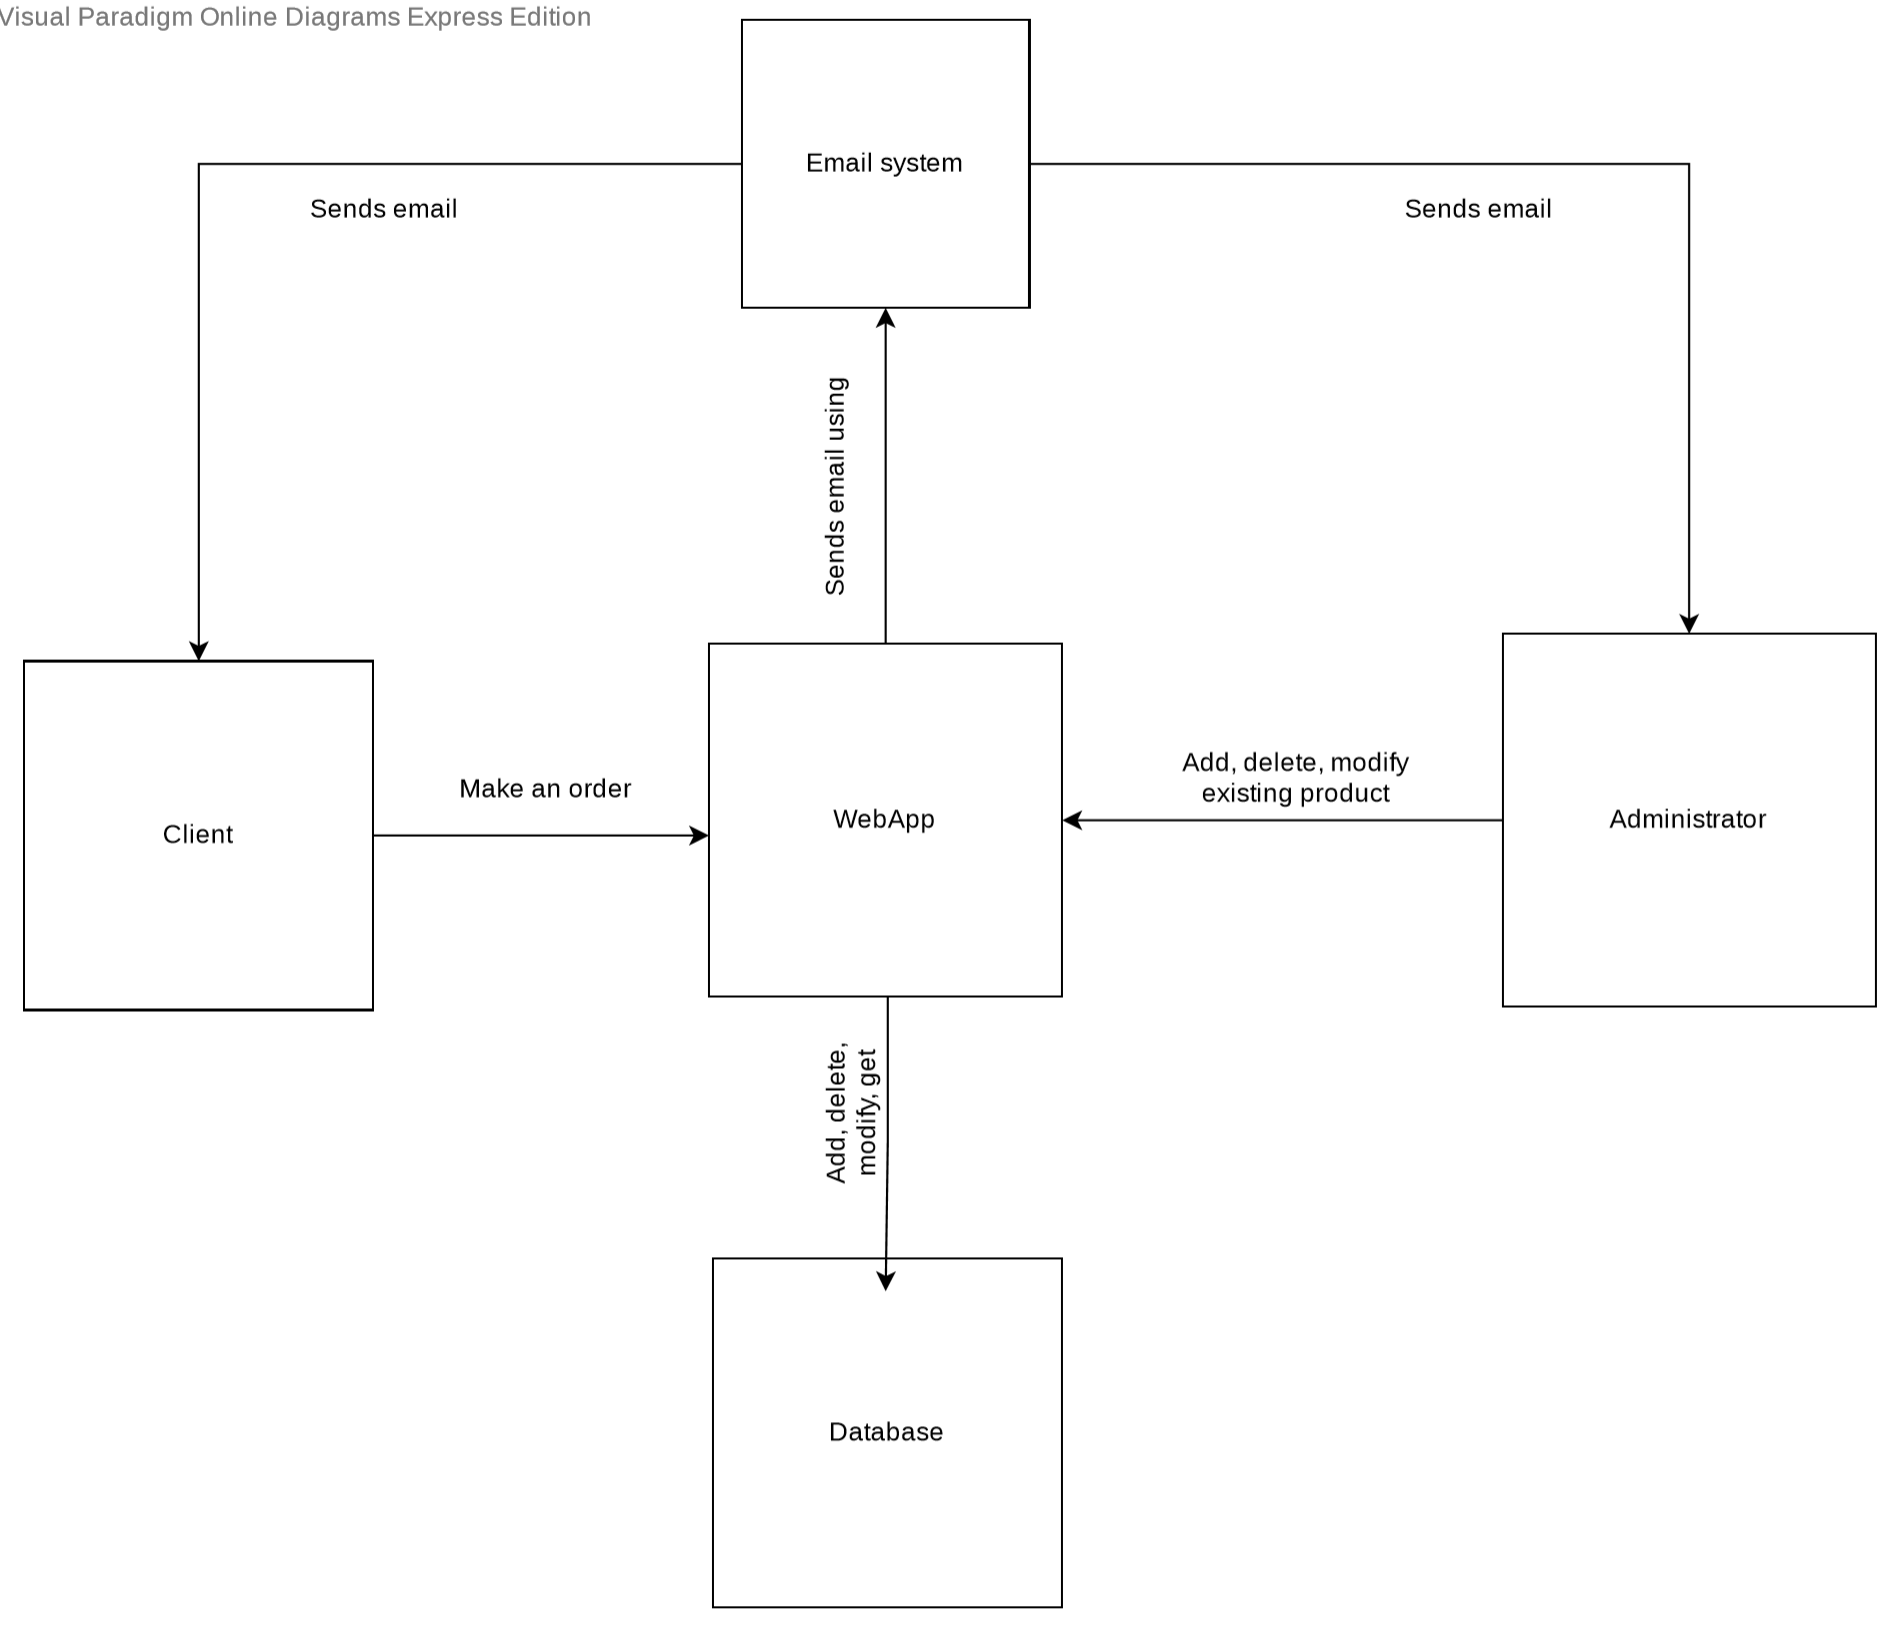 Visual Paradigm Online Diagrams Express Edition
Email system
Sends email
Sends email
Sends email using
Client
Make an order
WebApp
Add, delete, modify
existing product
Administrator
Add, delete,
modify, get
Database